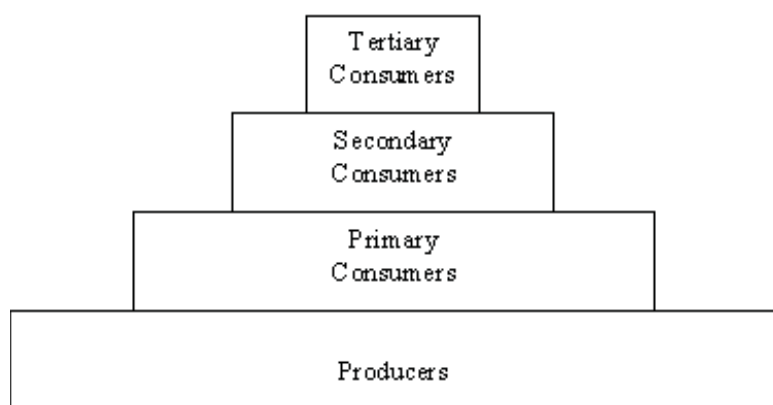 Tertiary
Consumers
Secondary
Consumers
Primary
Consumers
Producers